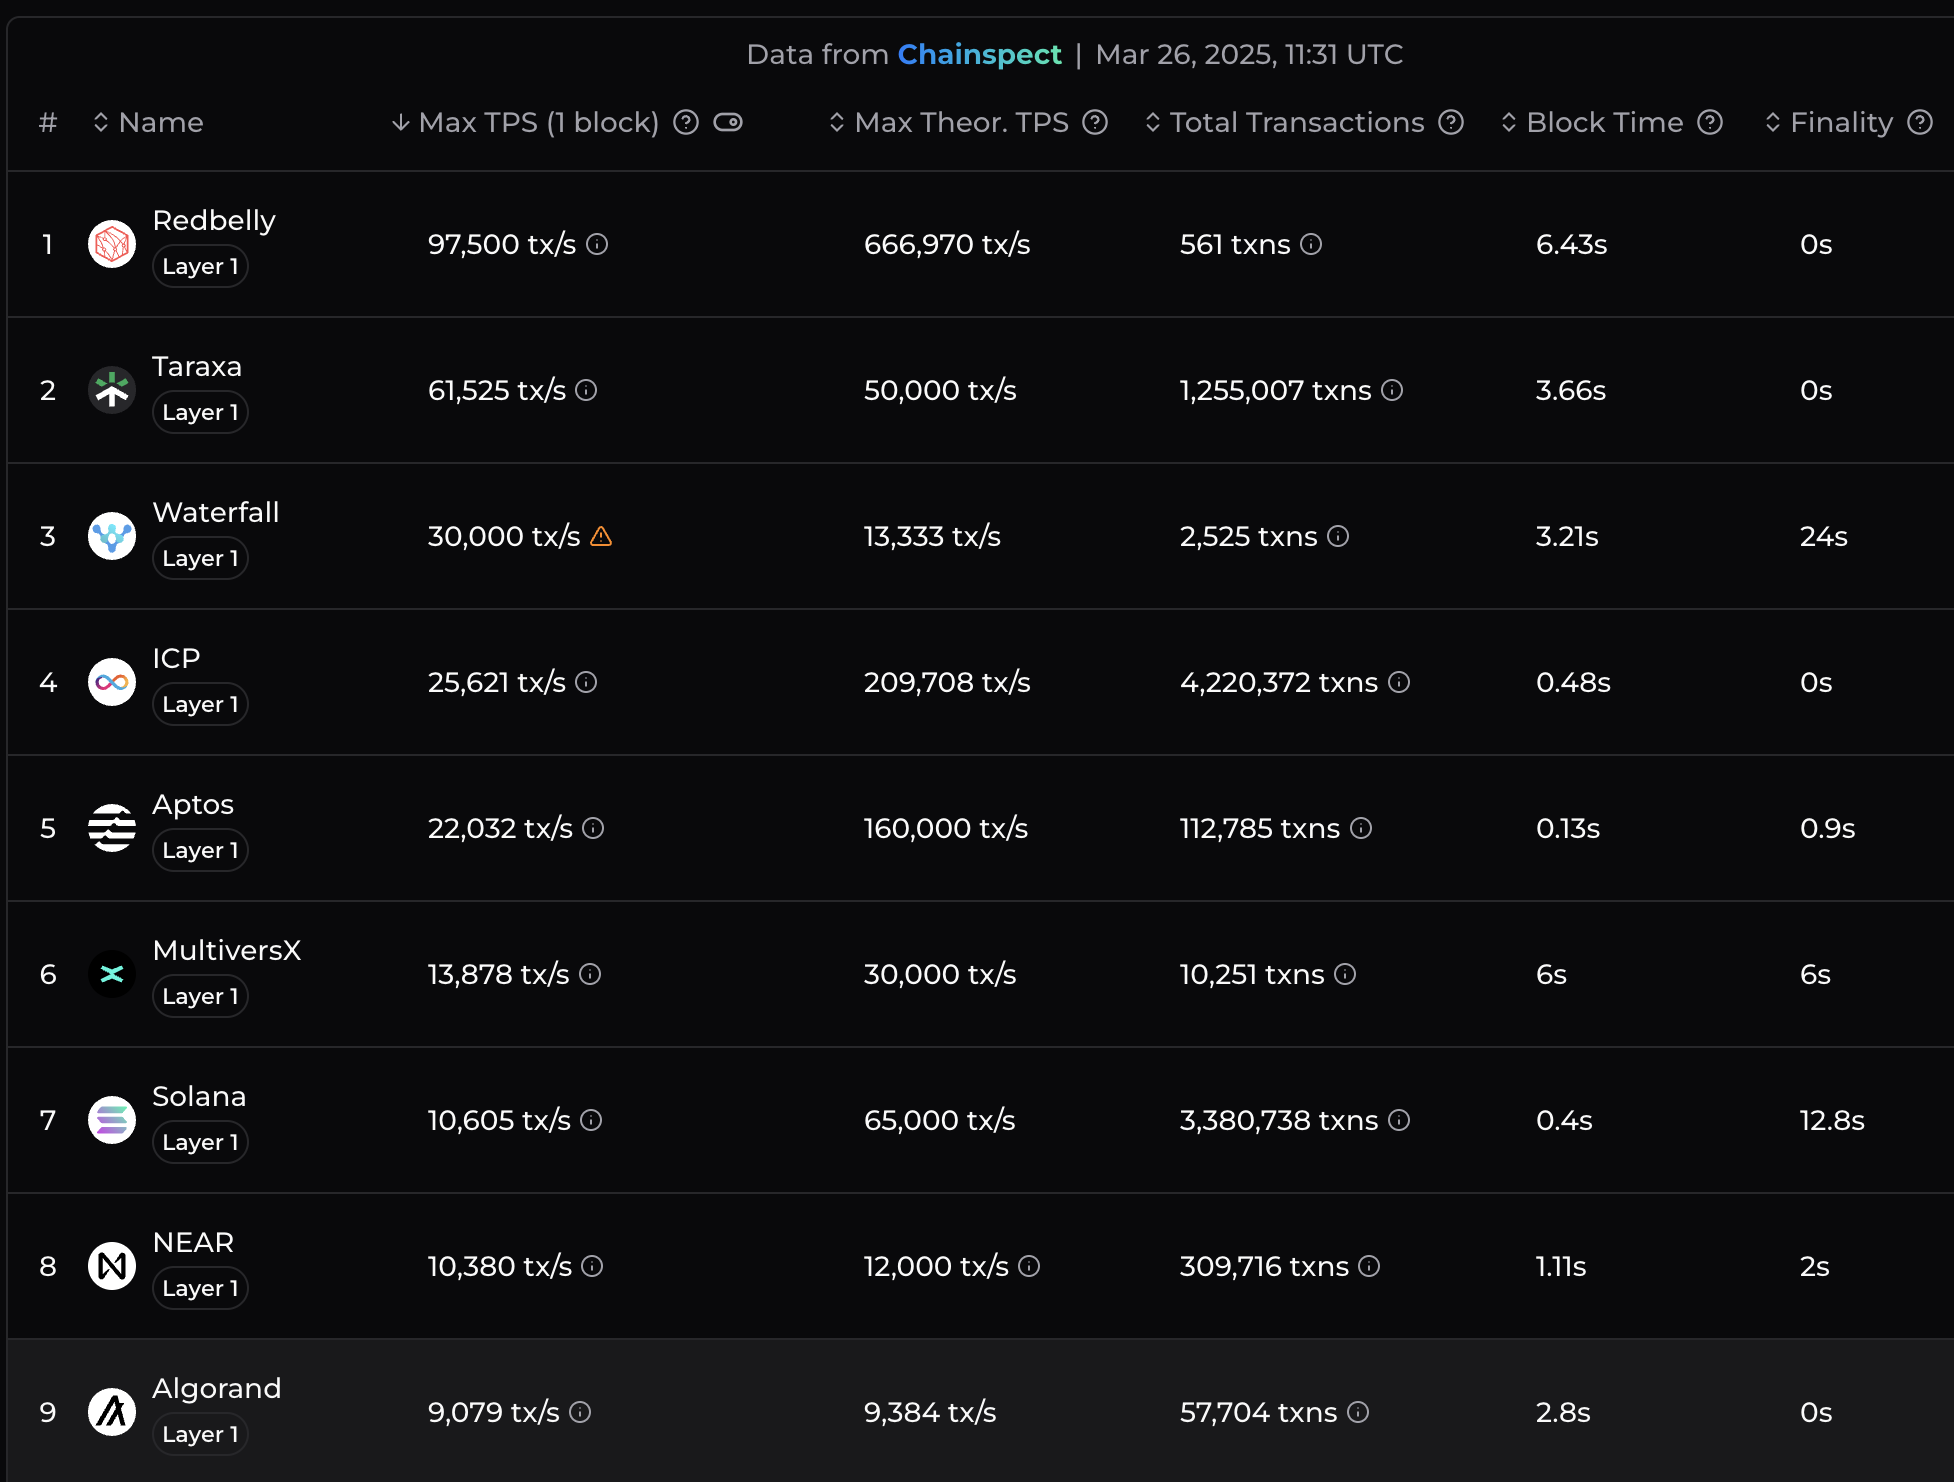 Data from Chainspect | Mar 26, 2025, 11:31 UTC
# Name Max TPS (1 block) Max Theor. TPS Total Transactions Block Time Finality
1 Redbelly Layer 1 97,500 tx/s 666,970 tx/s 561 txns 6.43s 0s
2 Taraxa Layer 1 61,525 tx/s 50,000 tx/s 1,255,007 txns 3.66s 0s
3 Waterfall Layer 1 30,000 tx/s 13,333 tx/s 2,525 txns 3.21s 24s
4 ICP Layer 1 25,621 tx/s 209,708 tx/s 4,220,372 txns 0.48s 0s
5 Aptos Layer 1 22,032 tx/s 160,000 tx/s 112,785 txns 0.13s 0.9s
6 MultiversX Layer 1 13,878 tx/s 30,000 tx/s 10,251 txns 6s 6s
7 Solana Layer 1 10,605 tx/s 65,000 tx/s 3,380,738 txns 0.4s 12.8s
8 NEAR Layer 1 10,380 tx/s 12,000 tx/s 309,716 txns 1.11s 2s
9 Algorand Layer 1 9,079 tx/s 9,384 tx/s 57,704 txns 2.8s 0s